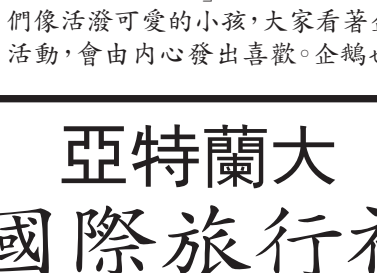 們像活潑可愛的小孩，大家看著
活動，會由内心發出喜歡。企鵝
亞特蘭大
國際旅行